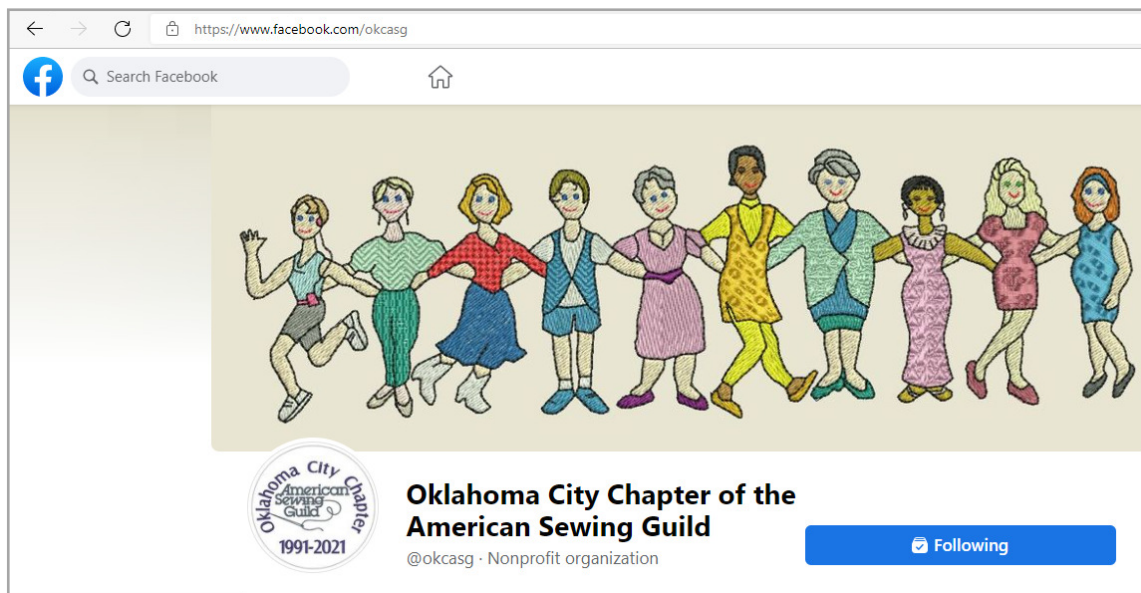 https://www.facebook.com/okcasg
Search Facebook
Oklahoma City Chapter
American
Sewing
Guild
1991-2021
Oklahoma City Chapter of the
American Sewing Guild
@okcasg · Nonprofit organization
Following